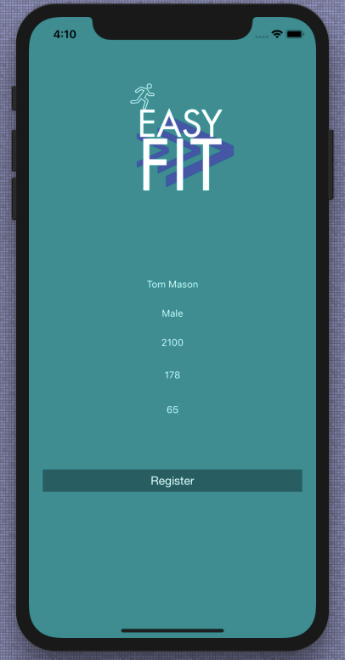 4:10
EASY
FIT
Tom Mason
Male
2100
178
65
Register